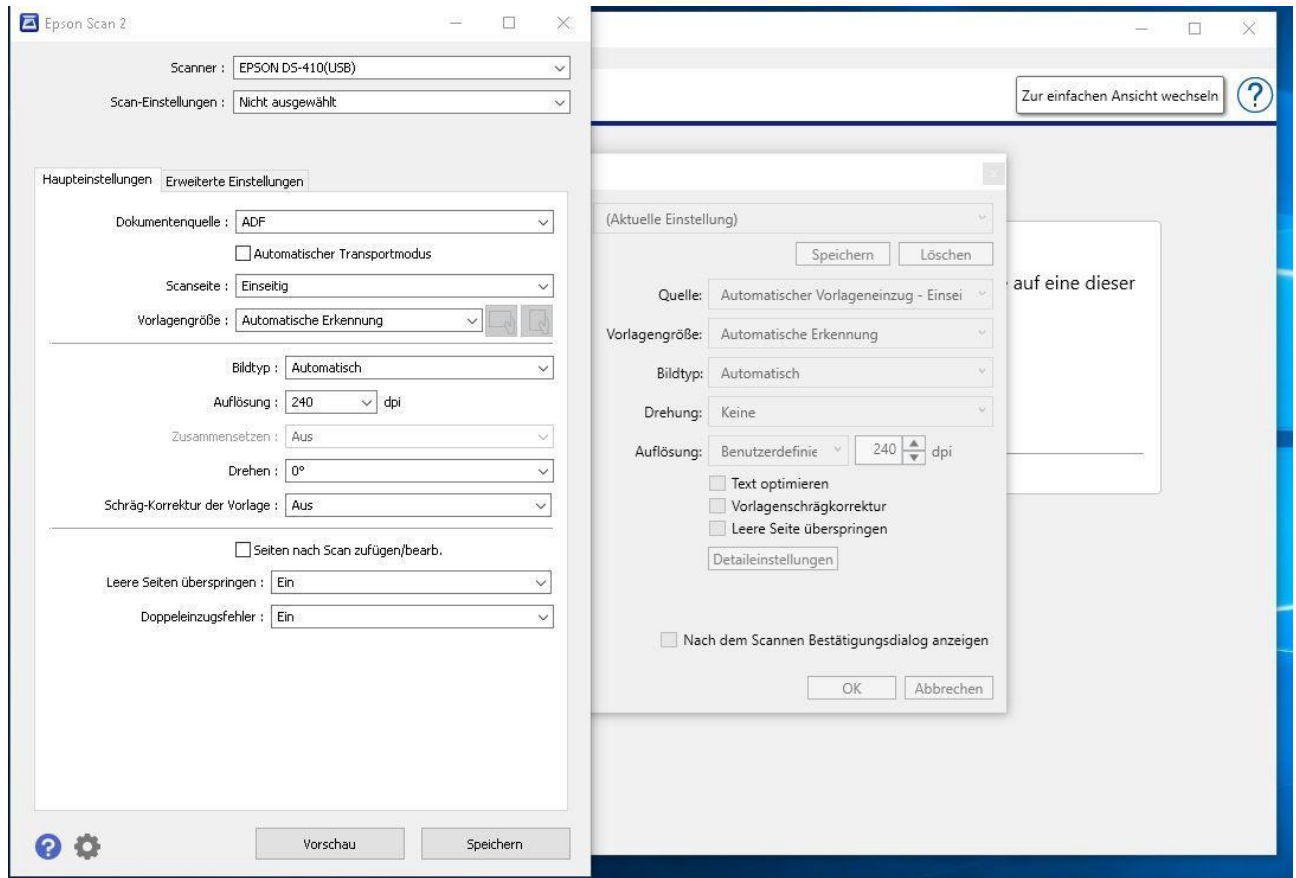 Epson Scan 2
Scanner : EPSON DS-410(USB)
Scan-Einstellungen : Nicht ausgewählt
Haupteinstellungen Erweiterte Einstellungen
Dokumentenquelle : ADF
Automatischer Transportmodus
Scanseite : Einseitig
Vorlagengröße : Automatische Erkennung
Bildtyp : Automatisch
Auflösung : 240 dpi
Zusammensetzen : Aus
Drehen : 0°
Schräg-Korrektur der Vorlage : Aus
Seiten nach Scan zufügen/bearb.
Leere Seiten überspringen : Ein
Doppeleinzugsfehler : Ein
? Vorschau Speichern
Zur einfachen Ansicht wechseln ?
(Aktuelle Einstellung)
Speichern Löschen
Quelle: Automatischer Vorlageneinzug - Einsei
Vorlagengröße: Automatische Erkennung
Bildtyp: Automatisch
Drehung: Keine
Auflösung: Benutzerdefinie 240 dpi
Text optimieren
Vorlagenschrägkorrektur
Leere Seite überspringen
Detaileinstellungen
Nach dem Scannen Bestätigungsdialog anzeigen
OK Abbrechen
auf eine dieser